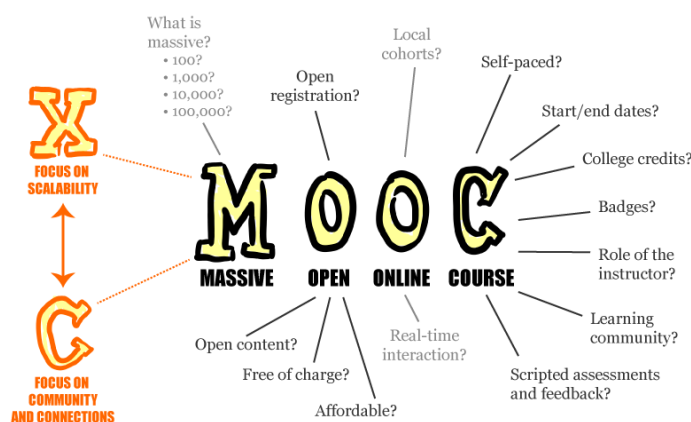 What is
massive?
• 100?
• 1,000?
• 10,000?
• 100,000?
Open
registration?
Local
cohorts?
Self-paced?
Start/end dates?
College credits?
Badges?
Role of the
instructor?
Learning
community?
Scripted assessments
and feedback?
X
FOCUS ON
SCALABILITY
C
FOCUS ON
COMMUNITY
AND CONNECTIONS
MOOC
MASSIVE OPEN ONLINE COURSE
Open content?
Free of charge?
Affordable?
Real-time
interaction?